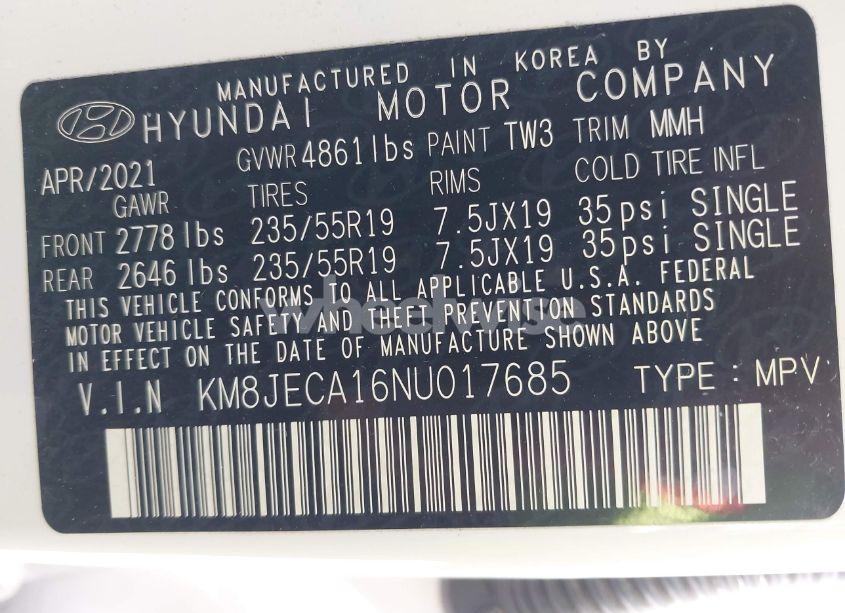 MANUFACTURED IN KOREA BY
HYUNDAI MOTOR COMPANY
APR/2021 GVWR 4861 lbs PAINT TW3 TRIM MMH
GAWR TIRES RIMS COLD TIRE INFL
FRONT 2778 lbs 235/55R19 7.5JX19 35psi SINGLE
REAR 2646 lbs 235/55R19 7.5JX19 35psi SINGLE
THIS VEHICLE CONFORMS TO ALL APPLICABLE U.S.A. FEDERAL
MOTOR VEHICLE SAFETY AND THEFT PREVENTION STANDARDS
IN EFFECT ON THE DATE OF MANUFACTURE SHOWN ABOVE
V.I.N KM8JECA16NU017685 TYPE : MPV
wheelwise